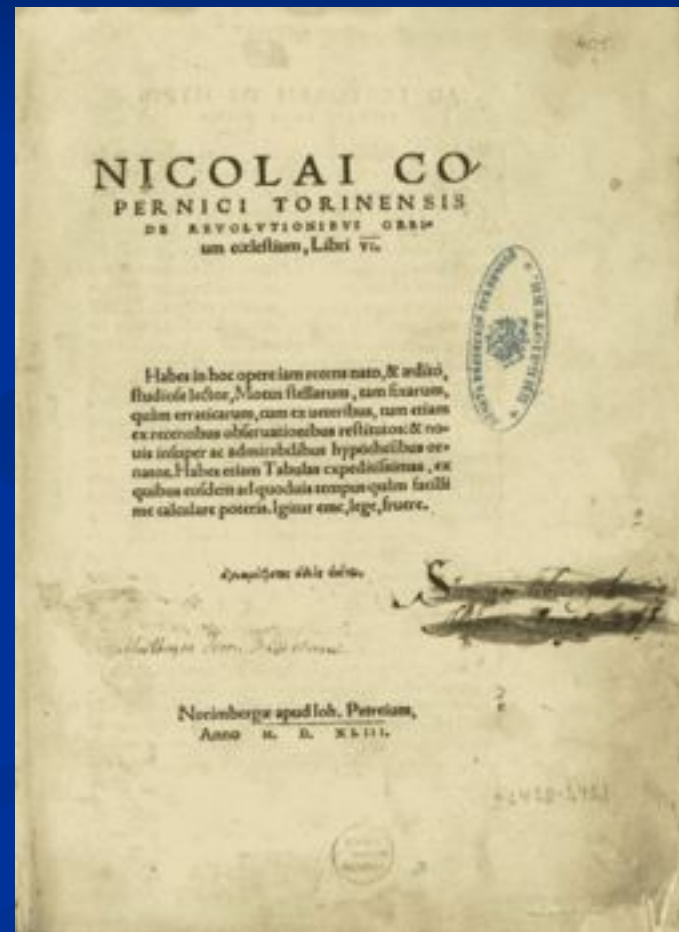 NICOLAI CO
PERNICI TORINENSIS
DE REVOLVTIONIBVS ORBI-
um cœlestium, Libri VI.
Habes in hoc opere iam recens nato, & ædito,
studiose lector, Motus stellarum, tam fixarum,
quàm erraticarum, cum ex ueteribus, tum etiam
ex recentibus obseruationibus restitutos: & no-
uis insuper ac admirabilibus hypothesibus or-
natos. Habes etiam Tabulas expeditissimas, ex
quibus eosdem ad quoduis tempus quàm facilli
me calculare poteris. Igitur eme, lege, fruere.
Norimbergæ apud Ioh. Petreium,
Anno M. D. XLIII.